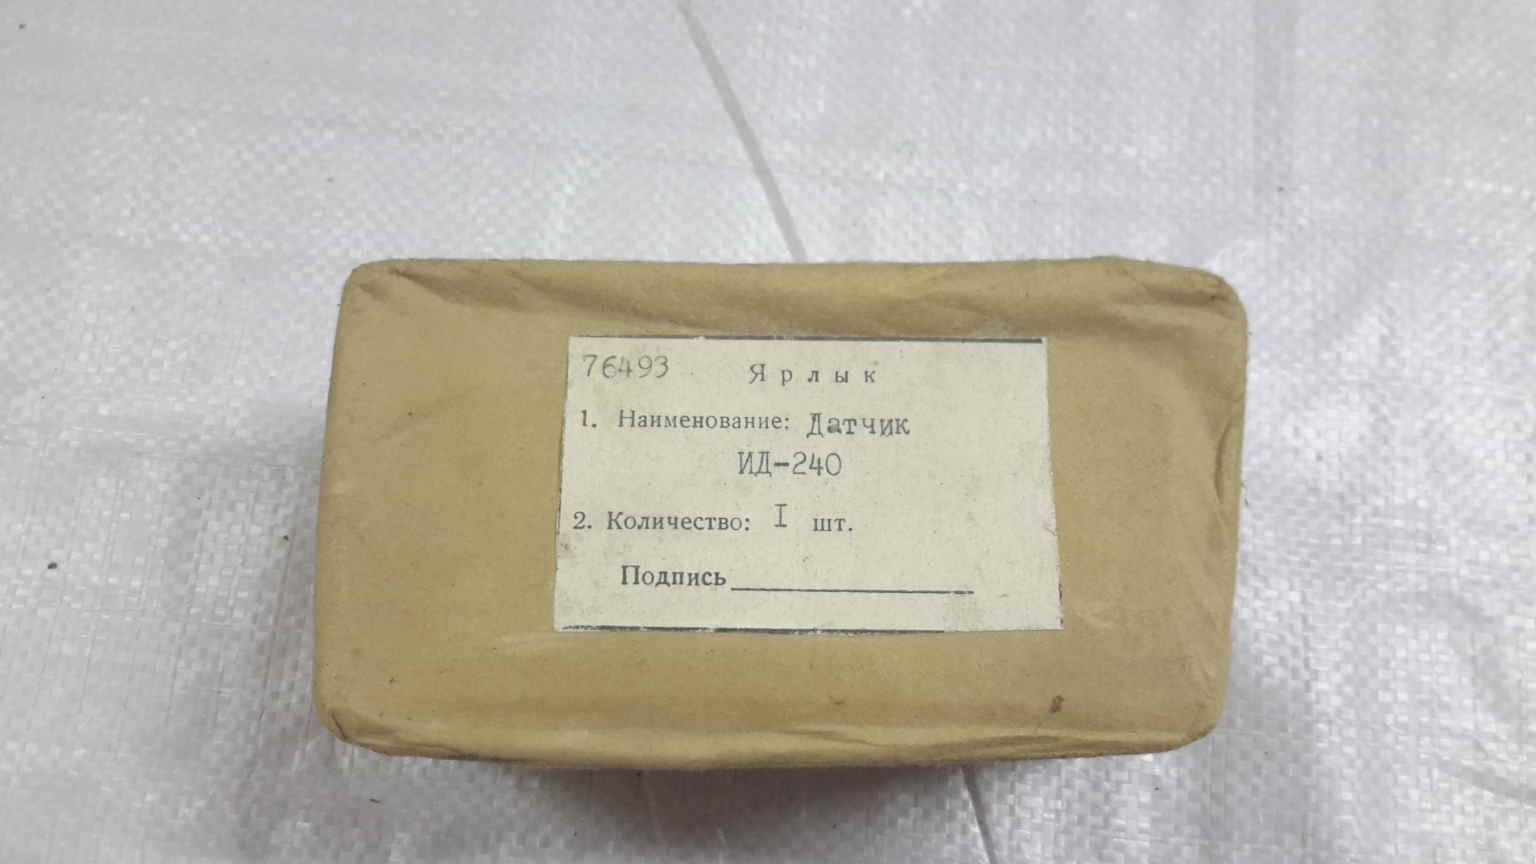 76493 Ярлык
1. Наименование: Датчик
ИД-240
2. Количество: I шт.
Подпись